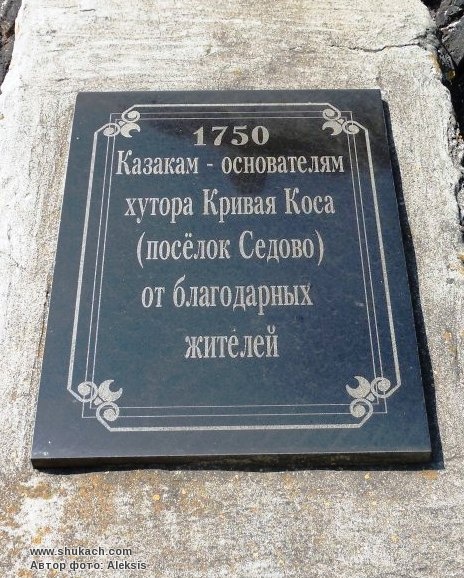 1750
Казакам - основателям
хутора Кривая Коса
(посёлок Седово)
от благодарных
жителей
www.shukach.com
Автор фото: Aleksis